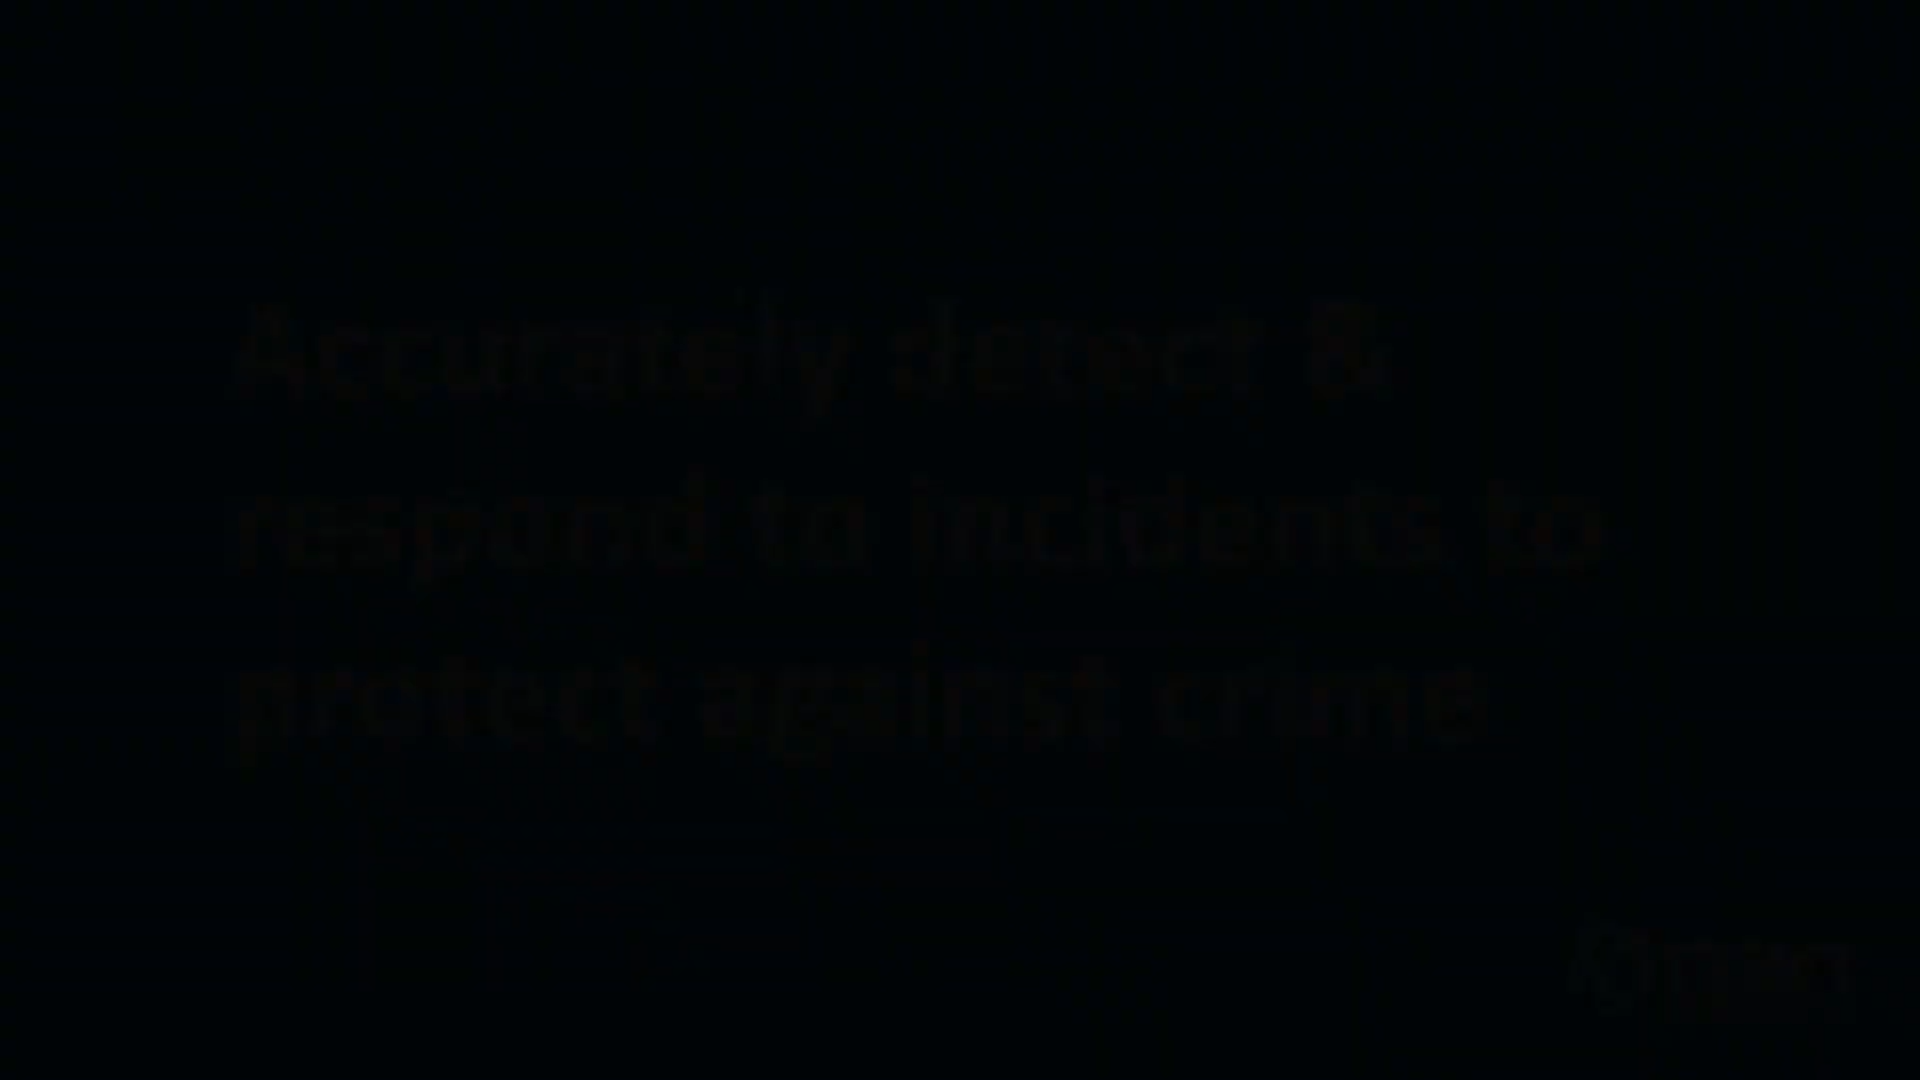 Accurately detect &
respond to incidents to
protect against crime